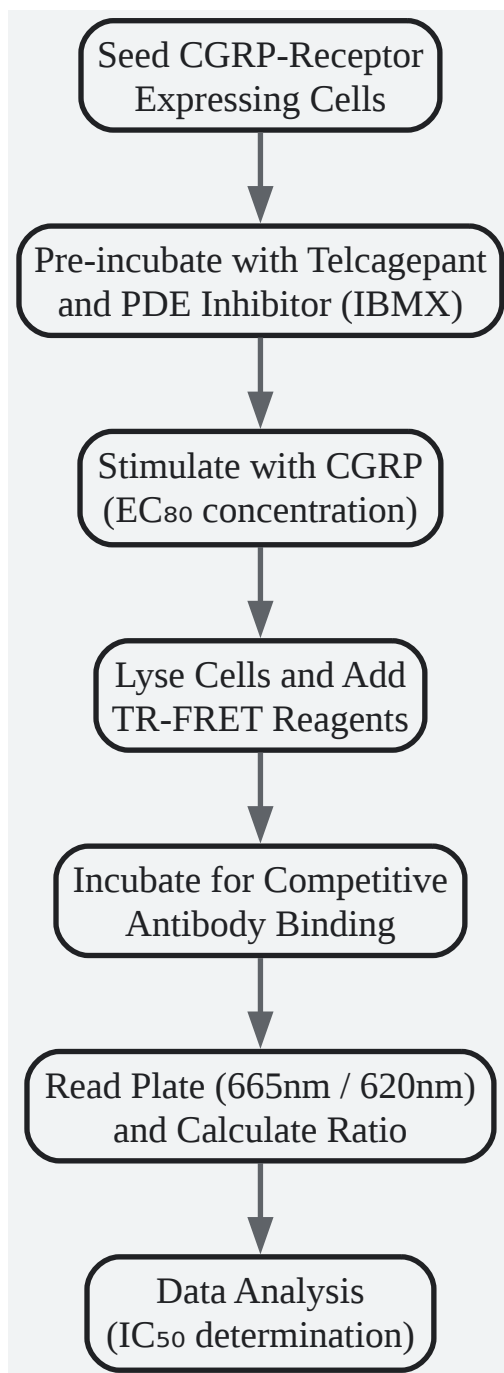 Seed CGRP-Receptor
Expressing Cells
Pre-incubate with Telcagepant
and PDE Inhibitor (IBMX)
Stimulate with CGRP
(EC₈₀ concentration)
Lyse Cells and Add
TR-FRET Reagents
Incubate for Competitive
Antibody Binding
Read Plate (665nm / 620nm)
and Calculate Ratio
Data Analysis
(IC₅₀ determination)